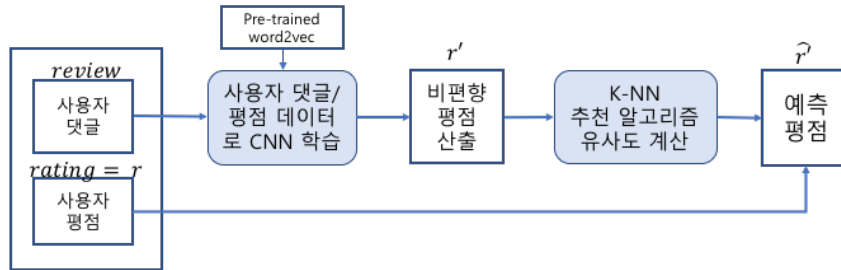 Pre-trained
word2vec
review
사용자
댓글
rating = r
사용자
평점
사용자 댓글/
평점 데이터
로 CNN 학습
r′
비편향
평점
산출
K-NN
추천 알고리즘
유사도 계산
r̂′
예측
평점